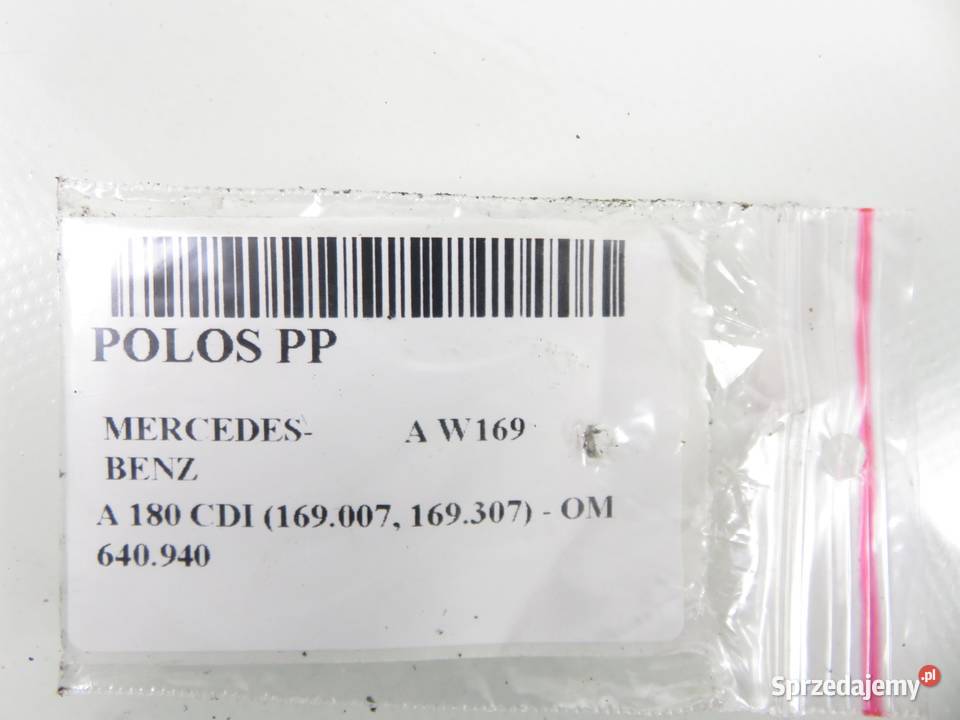 POLOS PP
MERCEDES- A W169
BENZ
A 180 CDI (169.007, 169.307) - OM
640.940
Sprzedajemy.pl